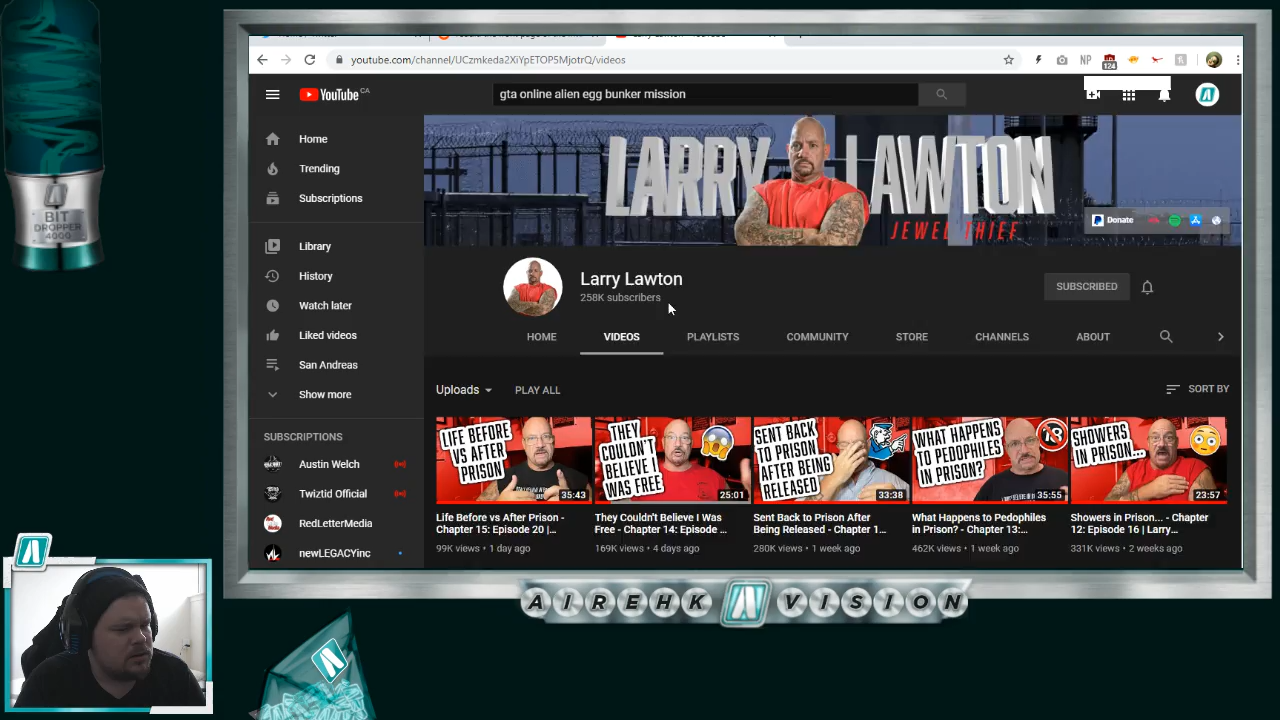 youtube.com/channel/UCzmkeda2XiYpETOP5MjotrQ/videos
NP
124
YouTube CA
gta online alien egg bunker mission
Home
Trending
Subscriptions
Library
History
Watch later
Liked videos
San Andreas
Show more
SUBSCRIPTIONS
Austin Welch
Twiztid Official
RedLetterMedia
newLEGACYinc
LARRY LAWTON
JEWEL THIEF
Donate
Larry Lawton
258K subscribers
SUBSCRIBED
HOME
VIDEOS
PLAYLISTS
COMMUNITY
STORE
CHANNELS
ABOUT
Uploads
PLAY ALL
SORT BY
LIFE BEFORE
VS AFTER
PRISON
35:43
Life Before vs After Prison -
Chapter 15: Episode 20 |...
99K views • 1 day ago
THEY
COULDN'T
BELIEVE I
WAS FREE
25:01
They Couldn't Believe I Was
Free - Chapter 14: Episode ...
169K views • 4 days ago
SENT BACK
TO PRISON
AFTER BEING
RELEASED
33:38
Sent Back to Prison After
Being Released - Chapter 1...
280K views • 1 week ago
WHAT HAPPENS
TO PEDOPHILES
IN PRISON?
18
35:55
What Happens to Pedophiles
in Prison? - Chapter 13:...
462K views • 1 week ago
SHOWERS
IN PRISON...
23:57
Showers in Prison... - Chapter
12: Episode 16 | Larry...
331K views • 2 weeks ago
BIT
DROPPER
4000
AIREHK VISION